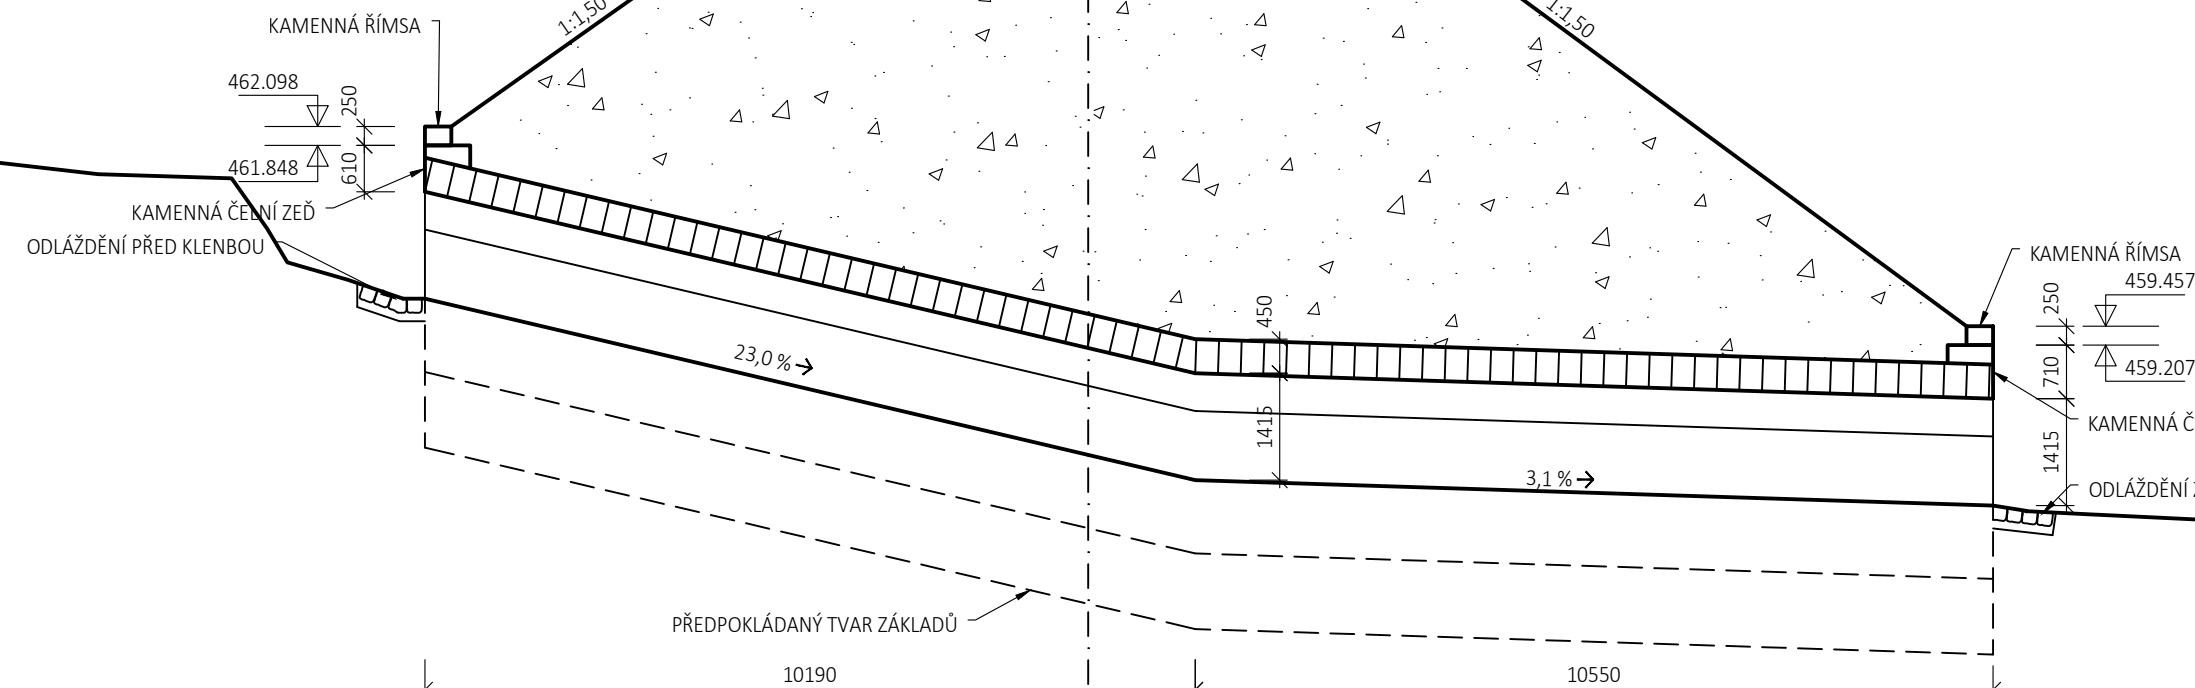 KAMENNÁ ŘÍMSA
1:1,50
1:1,50
462.098
250
461.848
610
KAMENNÁ ČELNÍ ZEĎ
ODLÁŽDĚNÍ PŘED KLENBOU
KAMENNÁ ŘÍMSA
459.457
250
459.207
710
450
1415
23,0 %
KAMENNÁ Č
1415
3,1 %
ODLÁŽDĚNÍ
PŘEDPOKLÁDANÝ TVAR ZÁKLADŮ
10190
10550